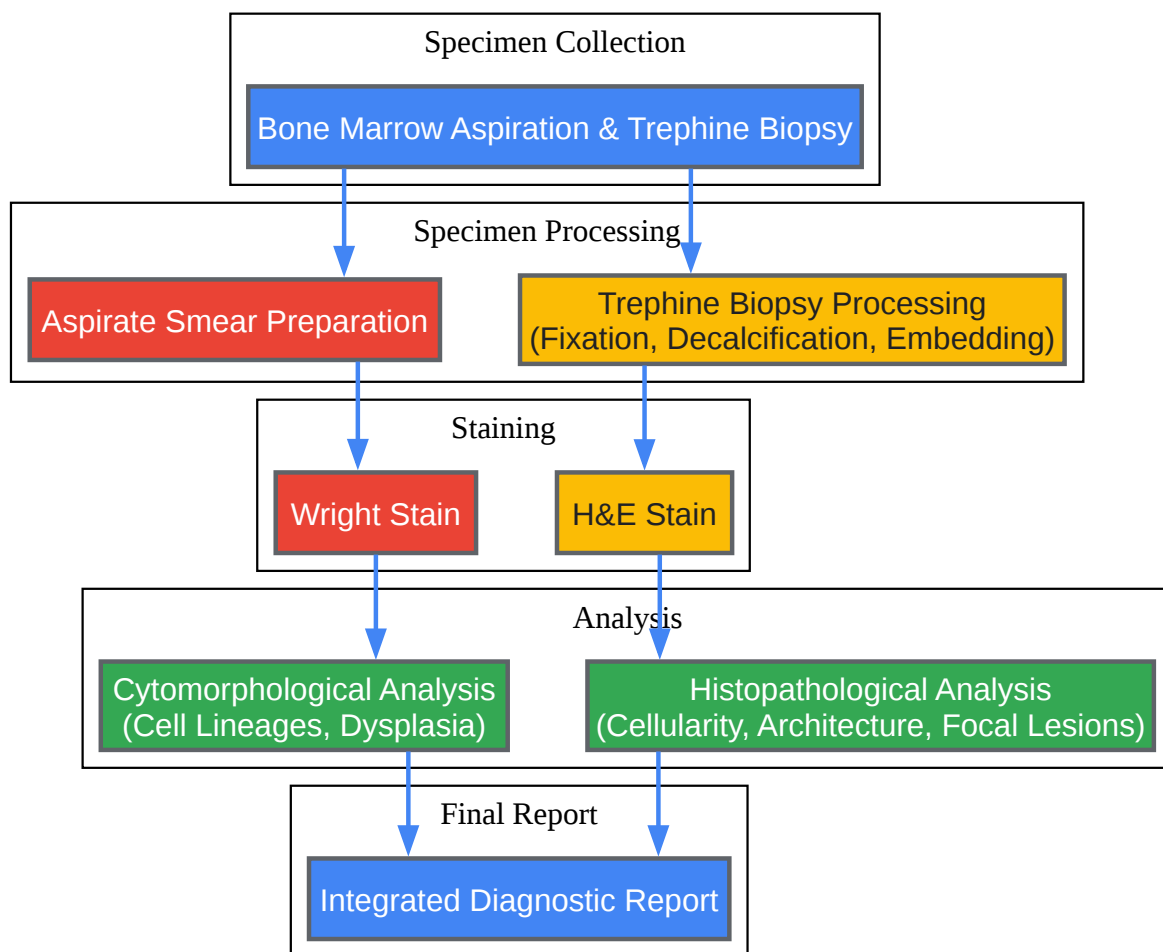 Specimen Collection
Bone Marrow Aspiration & Trephine Biopsy
Specimen Processing
Aspirate Smear Preparation
Trephine Biopsy Processing
(Fixation, Decalcification, Embedding)
Staining
Wright Stain
H&E Stain
Analysis
Cytomorphological Analysis
(Cell Lineages, Dysplasia)
Histopathological Analysis
(Cellularity, Architecture, Focal Lesions)
Final Report
Integrated Diagnostic Report